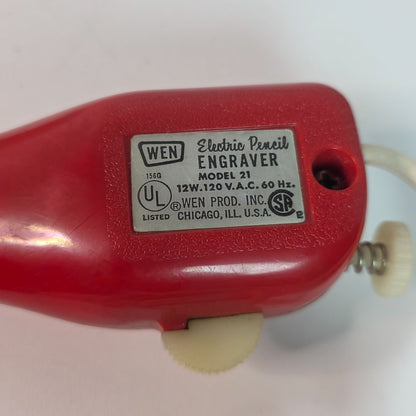 WEN Electric Pencil
ENGRAVER
156G MODEL 21
12W. 120 V.A.C. 60 Hz.
UL ® WEN PROD. INC.
LISTED CHICAGO, ILL. U.S.A.
SA